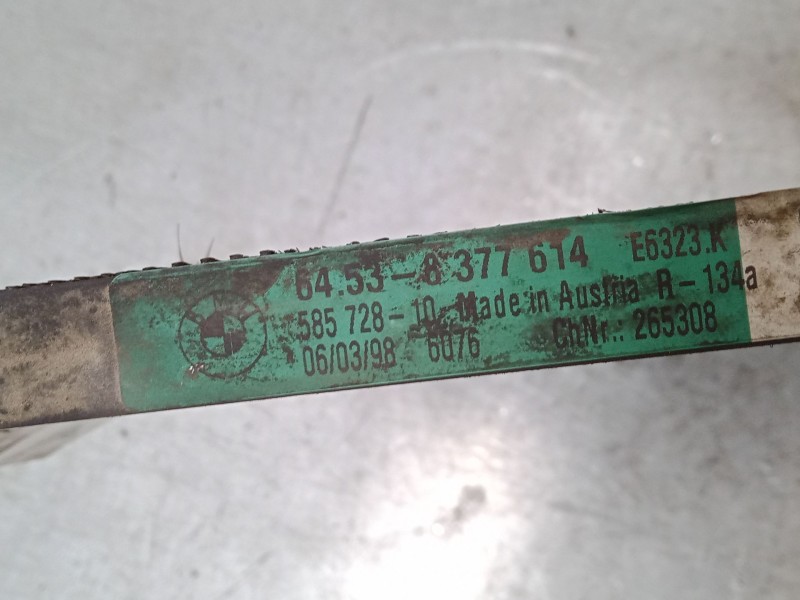 64.53-8 377 614 E6323.K
585 728-10 Made in Austria R-134a
06/03/98 6076 ChNr.: 265308